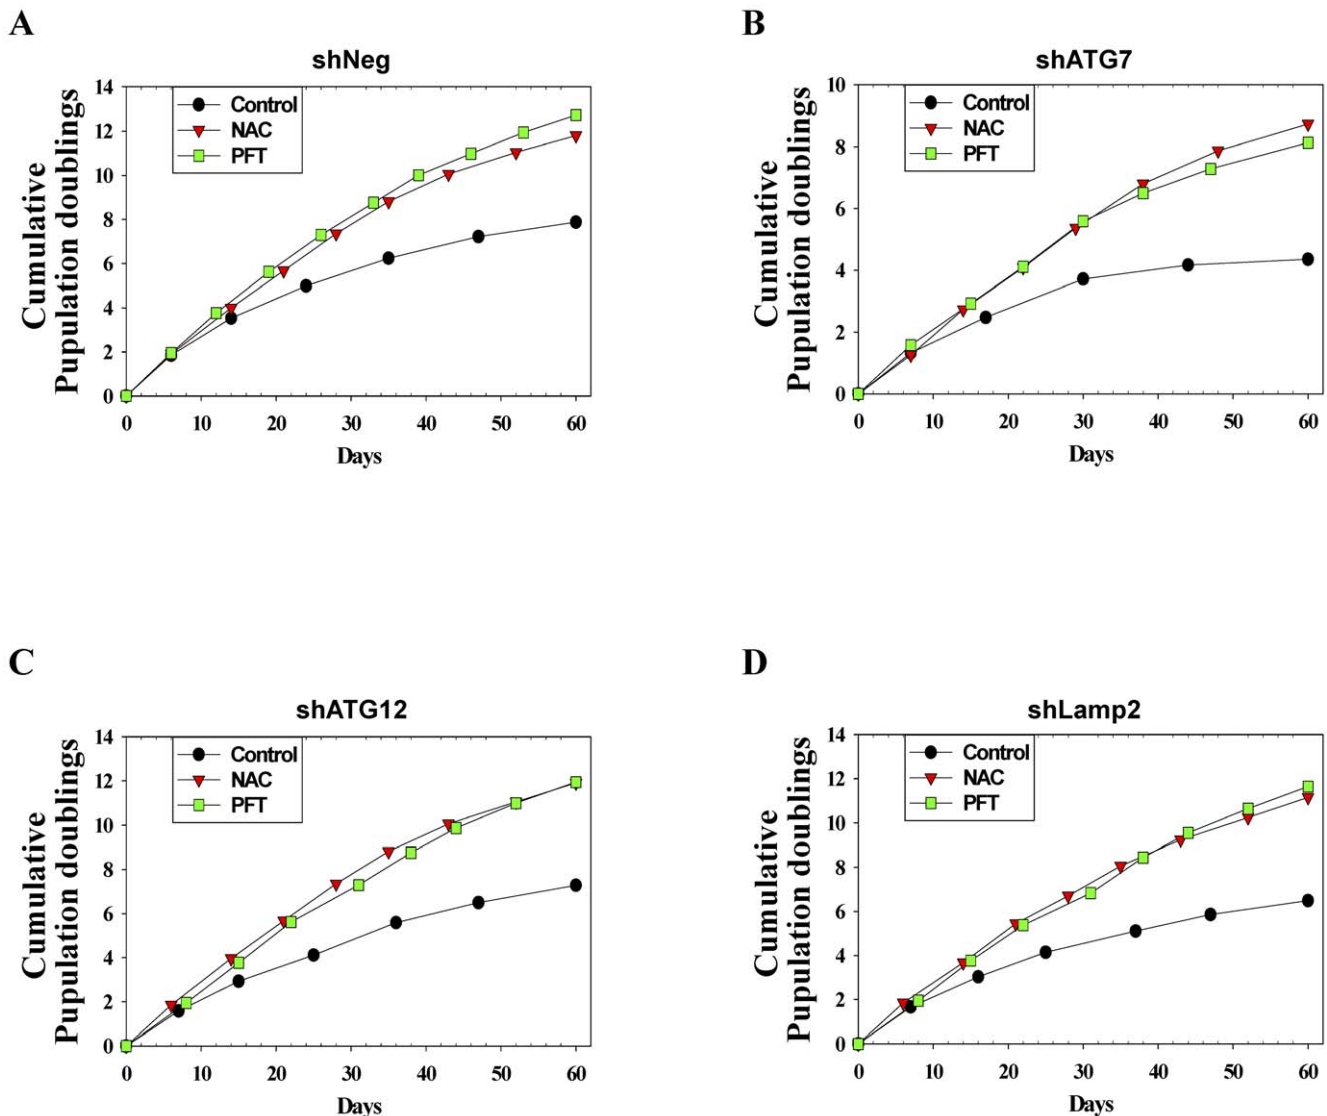 A
shNeg
Cumulative
Pupulation doublings
14
12
10
8
6
4
2
0
Control
NAC
PFT
0 10 20 30 40 50 60
Days
B
shATG7
Cumulative
Pupulation doublings
10
8
6
4
2
0
Control
NAC
PFT
0 10 20 30 40 50 60
Days
C
shATG12
Cumulative
Pupulation doublings
14
12
10
8
6
4
2
0
Control
NAC
PFT
0 10 20 30 40 50 60
Days
D
shLamp2
Cumulative
Pupulation doublings
14
12
10
8
6
4
2
0
Control
NAC
PFT
0 10 20 30 40 50 60
Days